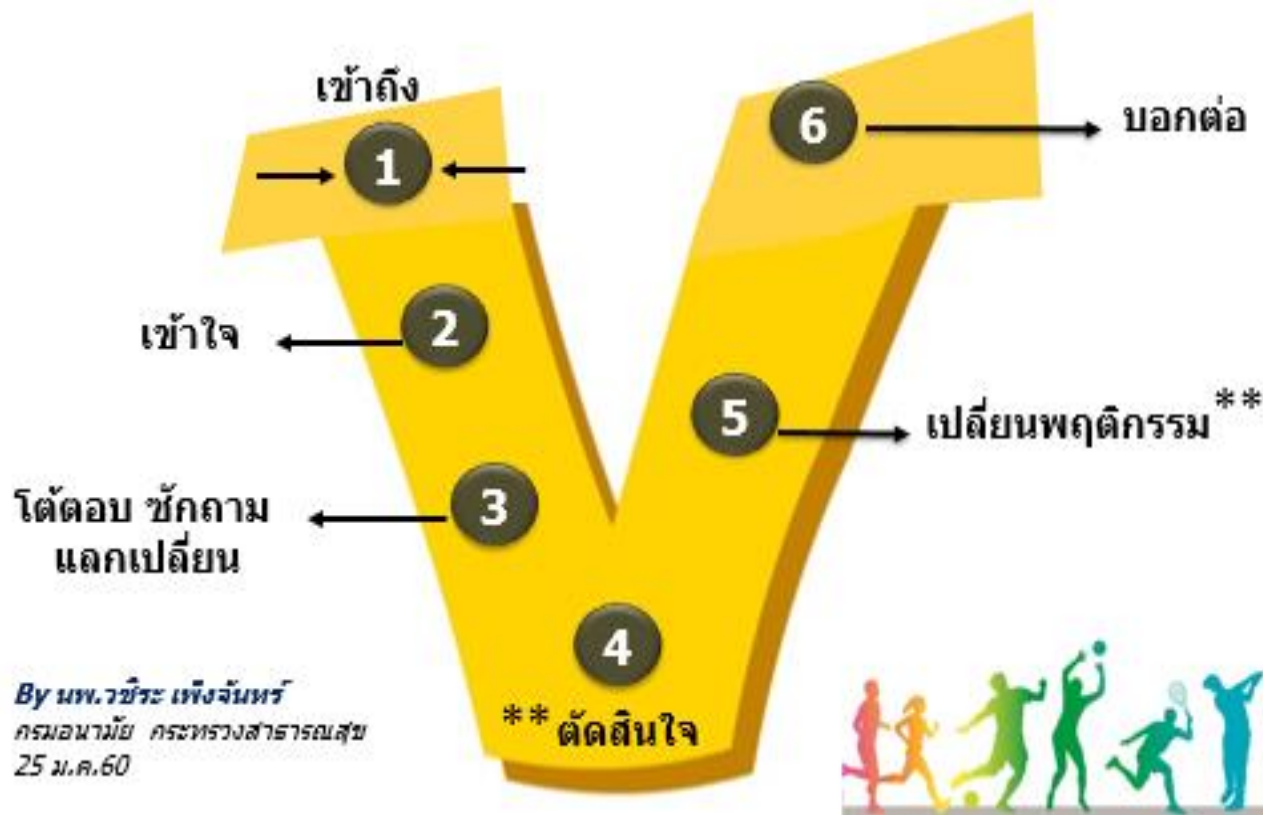 เข้าถึง
1
6
บอกต่อ
2
เข้าใจ
5
เปลี่ยนพฤติกรรม**
3
โต้ตอบ ซักถาม
แลกเปลี่ยน
4
**ตัดสินใจ
By นพ.วชิระ เพ็งจันทร์
กรมอนามัย กระทรวงสาธารณสุข
25 ม.ค.60